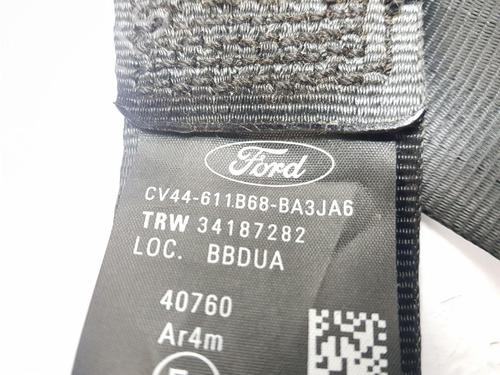 Ford
CV44-611B68-BA3JA6
TRW 34187282
LOC. BBDUA
40760
Ar4m
E